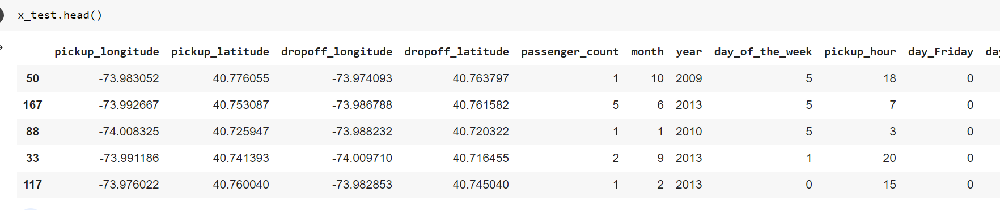 x_test.head()
pickup_longitude pickup_latitude dropoff_longitude dropoff_latitude passenger_count month year day_of_the_week pickup_hour day_Friday
50 -73.983052 40.776055 -73.974093 40.763797 1 10 2009 5 18 0
167 -73.992667 40.753087 -73.986788 40.761582 5 6 2013 5 7 0
88 -74.008325 40.725947 -73.988232 40.720322 1 1 2010 5 3 0
33 -73.991186 40.741393 -74.009710 40.716455 2 9 2013 1 20 0
117 -73.976022 40.760040 -73.982853 40.745040 1 2 2013 0 15 0